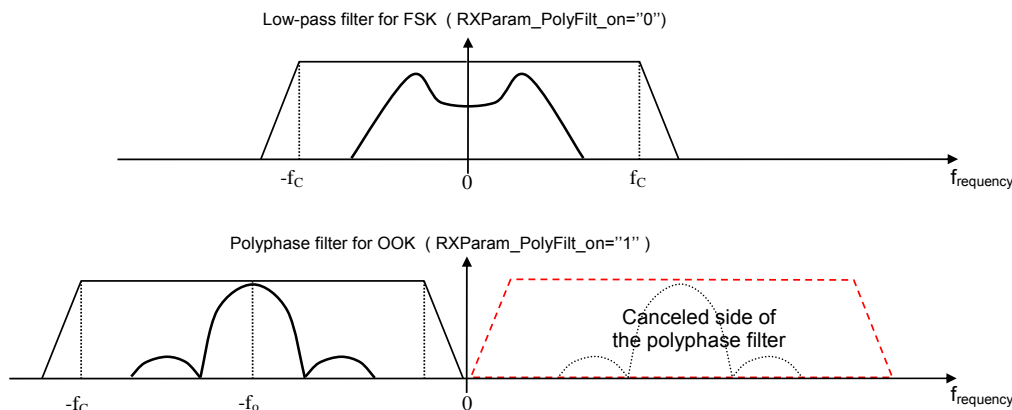 Low-pass filter for FSK ( RXParam_PolyFilt_on=''0'')
-fC 0 fC
frequency
Polyphase filter for OOK ( RXParam_PolyFilt_on=''1'' )
Canceled side of
the polyphase filter
-fC -fo 0
frequency